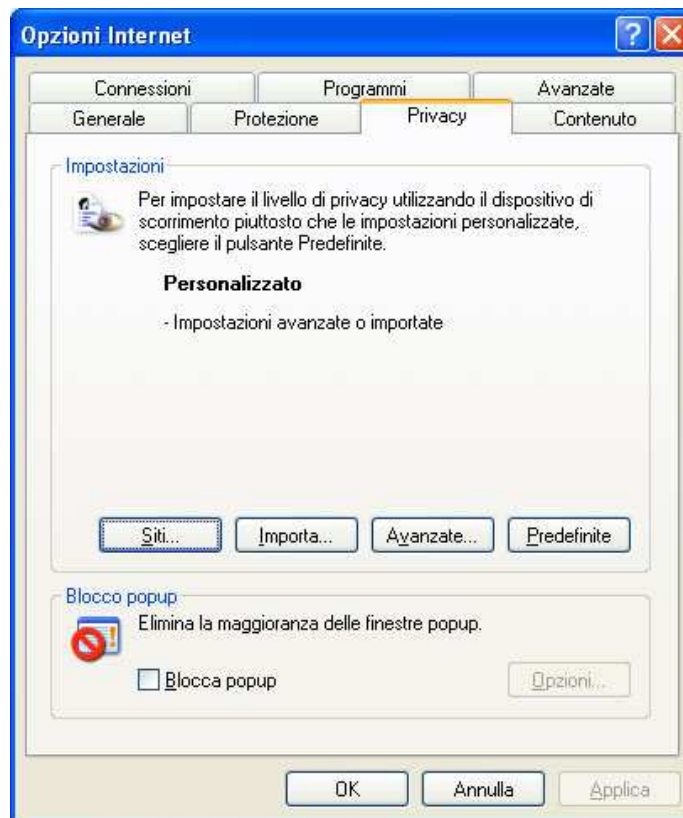 Opzioni Internet
Connessioni Programmi Avanzate
Generale Protezione Privacy Contenuto
Impostazioni
Per impostare il livello di privacy utilizzando il dispositivo di
scorrimento piuttosto che le impostazioni personalizzate,
scegliere il pulsante Predefinite.
Personalizzato
- Impostazioni avanzate o importate
Siti... Importa... Avanzate... Predefinite
Blocco popup
Elimina la maggioranza delle finestre popup.
Blocca popup Opzioni...
OK Annulla Applica